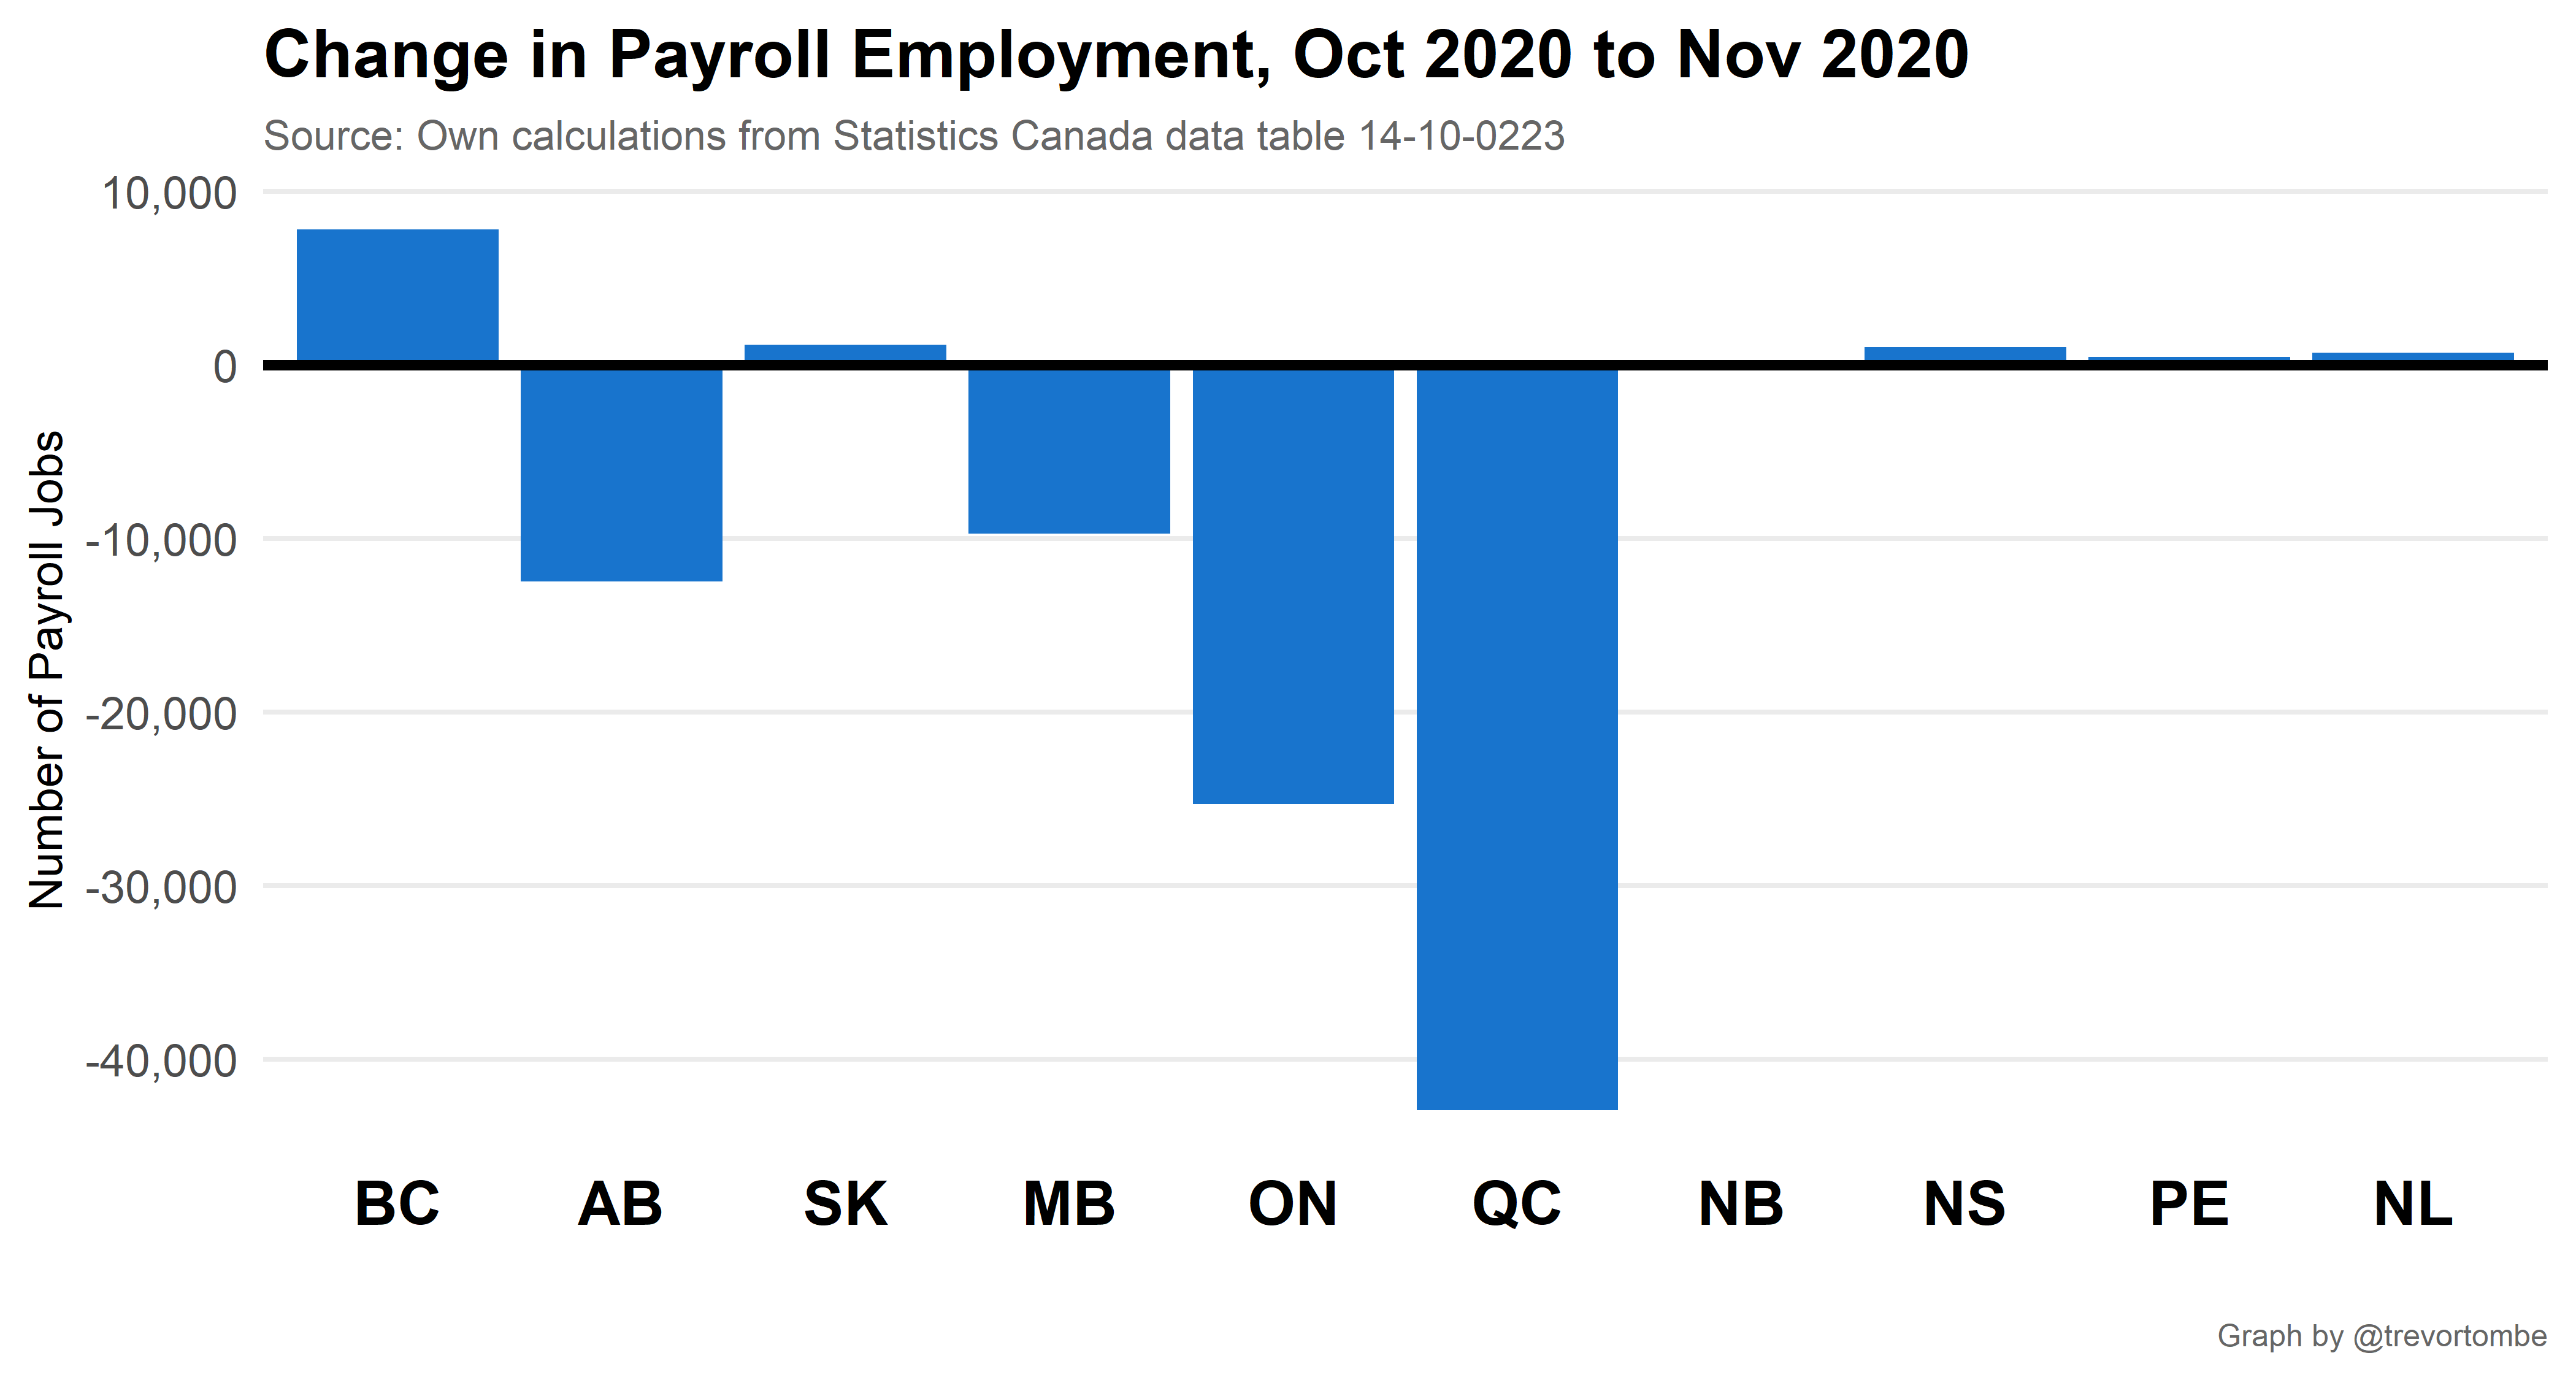 Change in Payroll Employment, Oct 2020 to Nov 2020
Source: Own calculations from Statistics Canada data table 14-10-0223
Number of Payroll Jobs
10,000
0
-10,000
-20,000
-30,000
-40,000
BC AB SK MB ON QC NB NS PE NL
Graph by @trevortombe